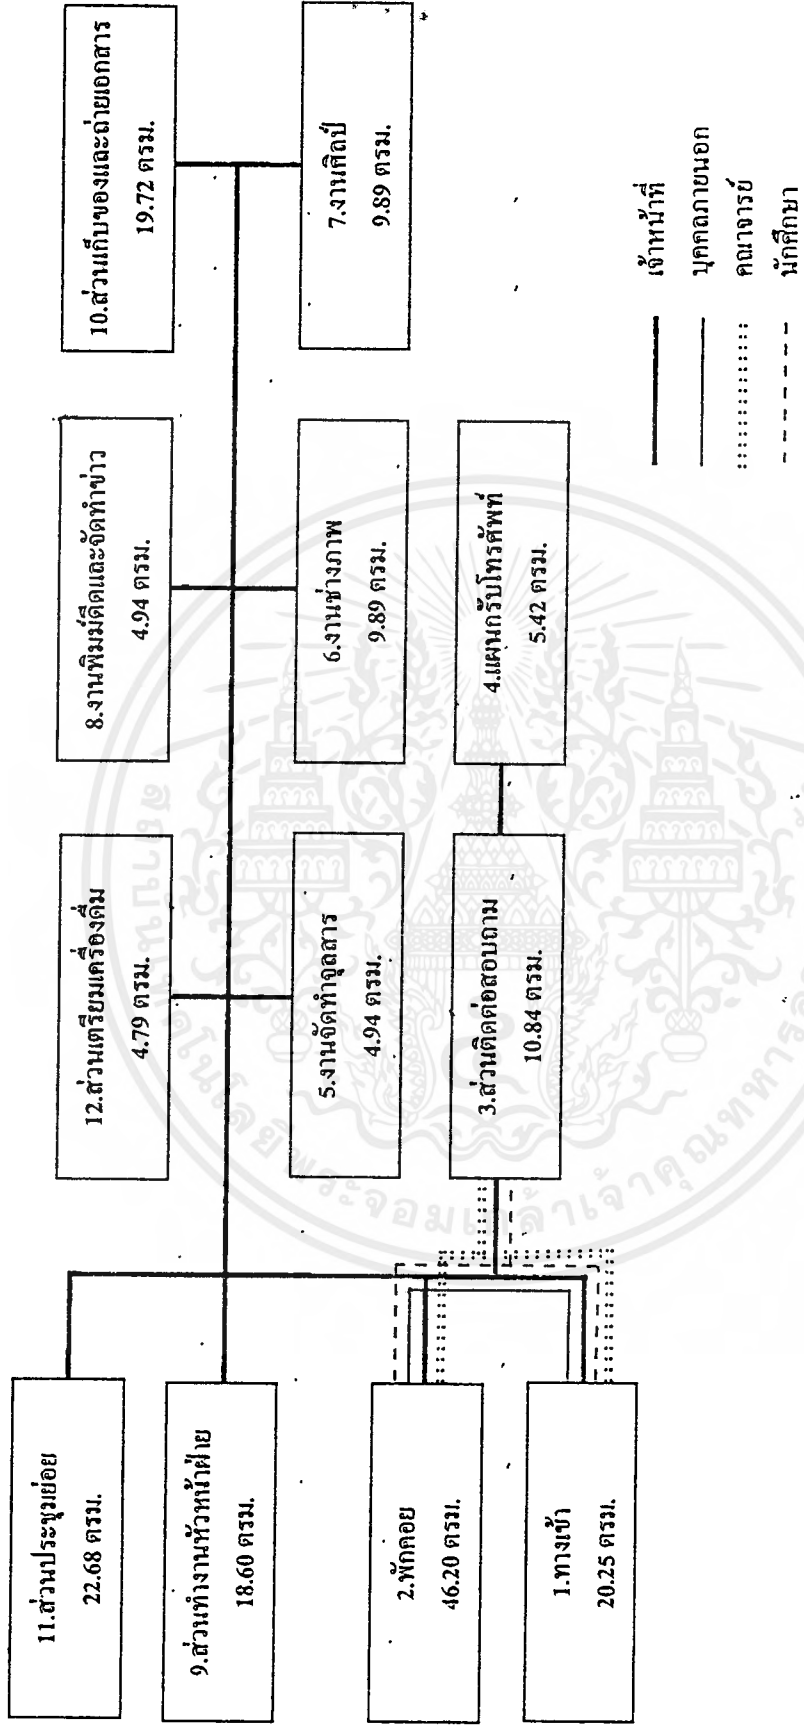 11.ส่วนประชุมย่อย
22.68 ตรม.
9.ส่วนทำงานหัวหน้าฝ่าย
18.60 ตรม.
2.พักคอย
46.20 ตรม.
1.ทางเข้า
20.25 ตรม.
12.ส่วนเตรียมเครื่องดื่ม
4.79 ตรม.
5.งานจัดทำจุลสาร
4.94 ตรม.
3.ส่วนติดต่อสอบถาม
10.84 ตรม.
8.งานพิมพ์ดีดและจัดทำข่าว
4.94 ตรม.
6.งานช่างภาพ
9.89 ตรม.
4.แผนกรับโทรศัพท์
5.42 ตรม.
10.ส่วนเก็บของและถ่ายเอกสาร
19.72 ตรม.
7.งานศิลป์
9.89 ตรม.
เจ้าหน้าที่
บุคคลภายนอก
คณาจารย์
นักศึกษา